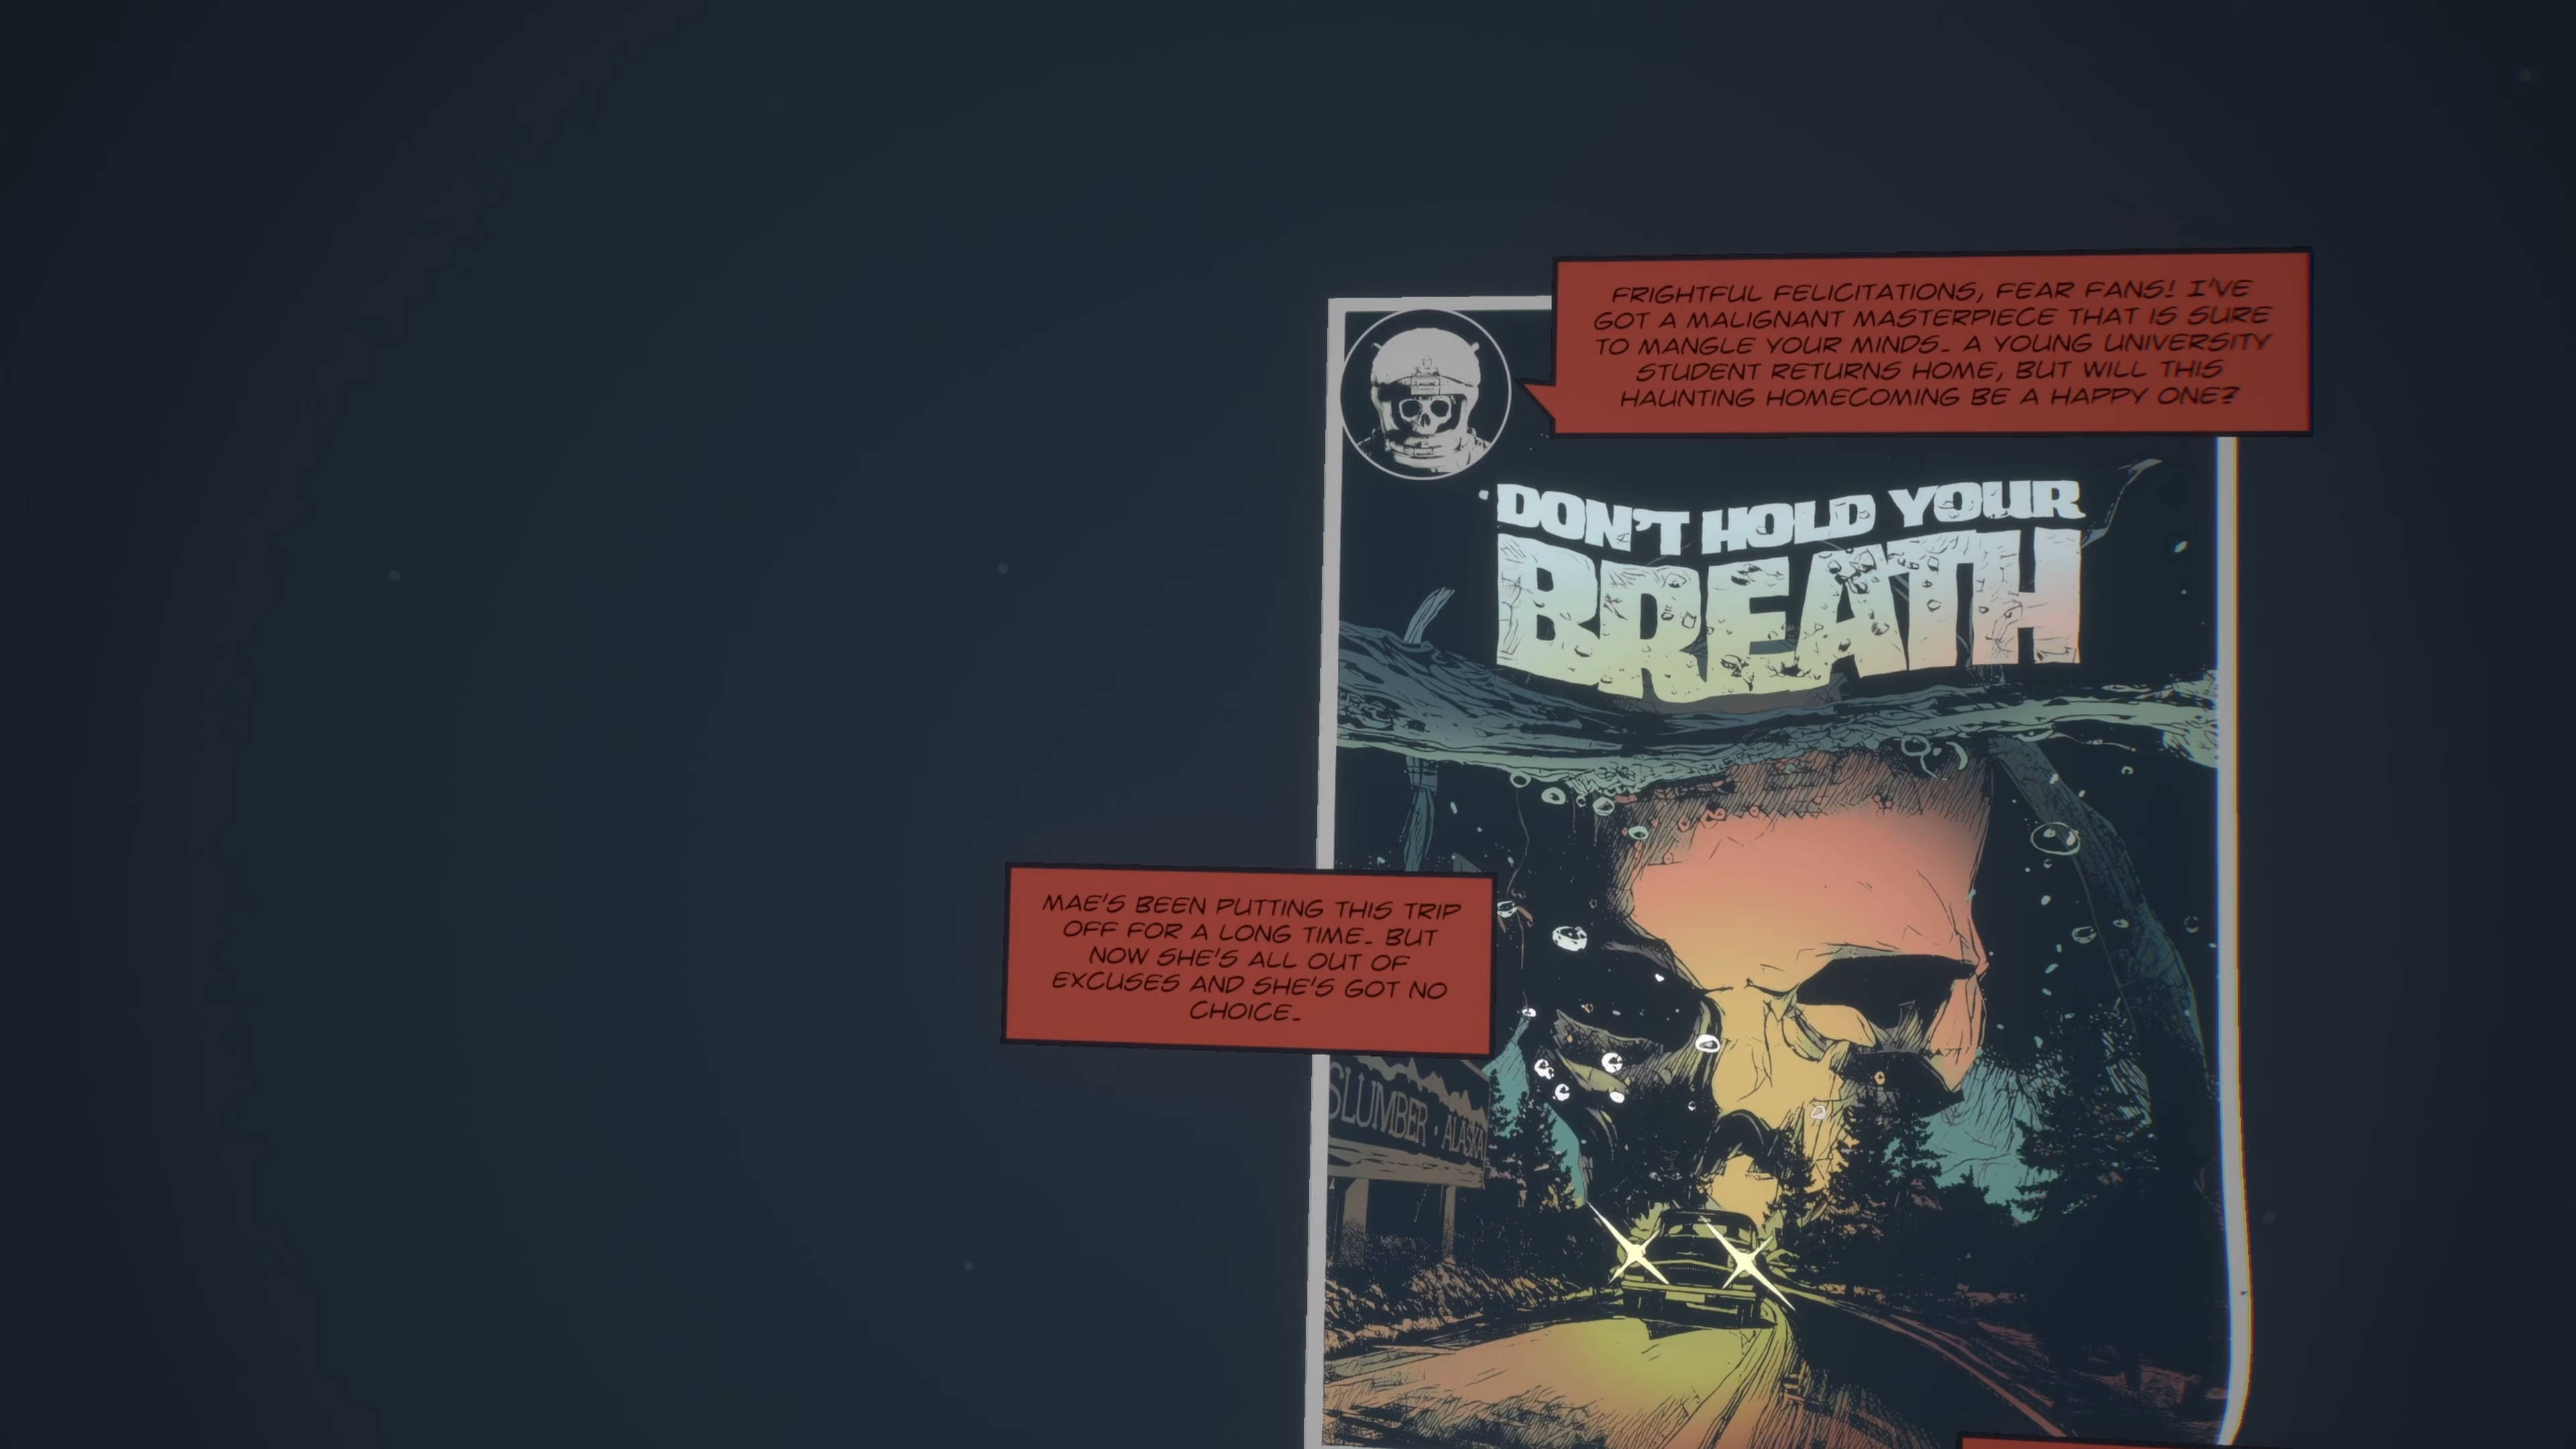 FRIGHTFUL FELICITATIONS, FEAR FANS! I'VE
GOT A MALIGNANT MASTERPIECE THAT IS SURE
TO MANGLE YOUR MINDS. A YOUNG UNIVERSITY
STUDENT RETURNS HOME, BUT WILL THIS
HAUNTING HOMECOMING BE A HAPPY ONE?
DON'T HOLD YOUR
BREATH
MAE'S BEEN PUTTING THIS TRIP
OFF FOR A LONG TIME. BUT
NOW SHE'S ALL OUT OF
EXCUSES AND SHE'S GOT NO
CHOICE.
SLUMBER · ALASKA